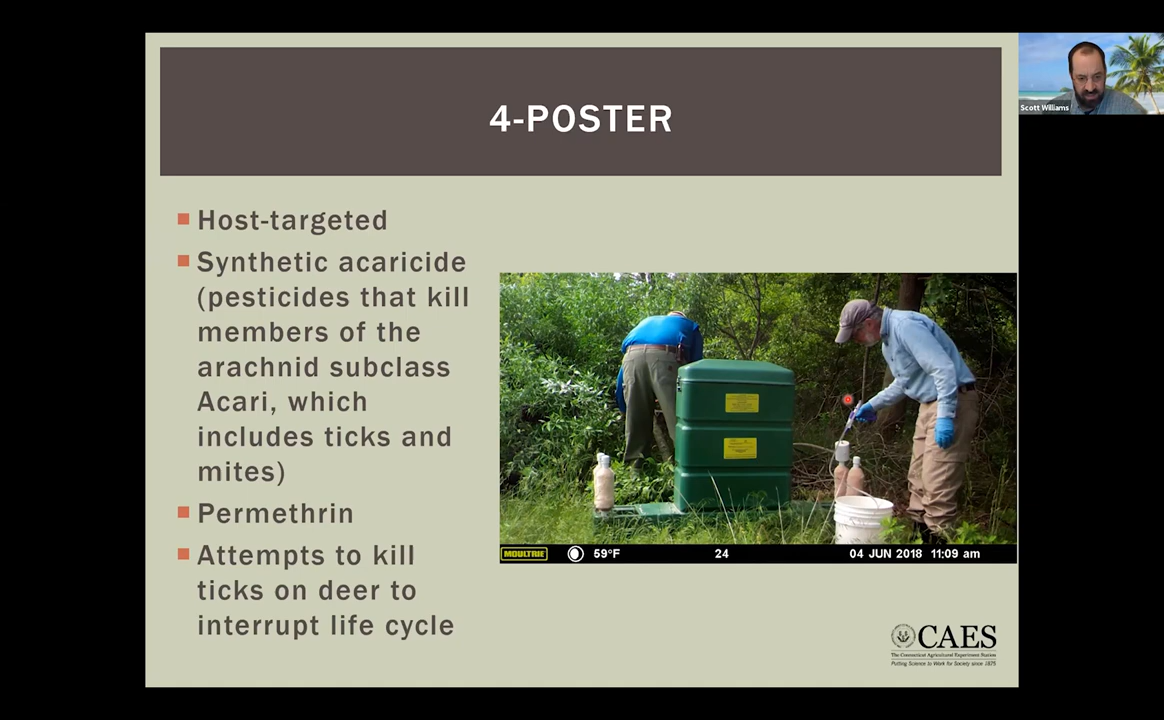 4-POSTER
Scott Williams
Host-targeted
Synthetic acaricide
(pesticides that kill
members of the
arachnid subclass
Acari, which
includes ticks and
mites)
Permethrin
Attempts to kill
ticks on deer to
interrupt life cycle
MOULTRIE 59°F 24 04 JUN 2018 11:09 am
CAES
The Connecticut Agricultural Experiment Station
Putting Science to Work for Society since 1875